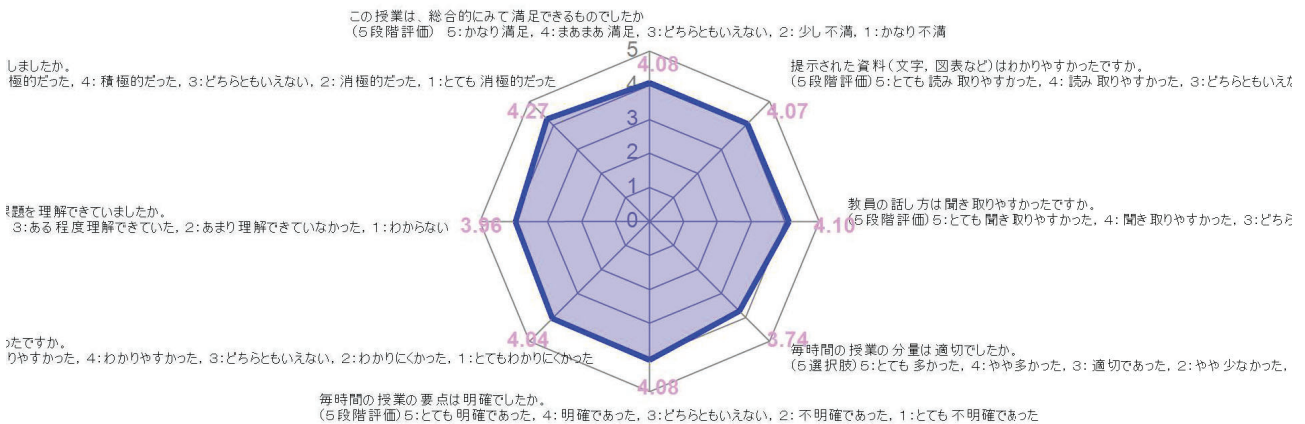 この授業は、総合的にみて満足できるものでしたか
(5段階評価) 5:かなり満足, 4:まあまあ満足, 3:どちらともいえない, 2:少し不満, 1:かなり不満
5
4.08
4
3
2
1
0
提示された資料(文字, 図表など)はわかりやすかったですか。
(5段階評価)5:とても読み取りやすかった, 4:読み取りやすかった, 3:どちらともいえな
4.07
教員の話し方は聞き取りやすかったですか。
(5段階評価)5:とても聞き取りやすかった, 4:聞き取りやすかった, 3:どちら
4.10
3.74
毎時間の授業の分量は適切でしたか。
(5選択肢)5:とても多かった, 4:やや多かった, 3:適切であった, 2:やや少なかった,
4.08
毎時間の授業の要点は明確でしたか。
(5段階評価)5:とても明確であった, 4:明確であった, 3:どちらともいえない, 2:不明確であった, 1:とても不明確であった
4.04
ったですか。
りやすかった, 4:わかりやすかった, 3:どちらともいえない, 2:わかりにくかった, 1:とてもわかりにくかった
課題を理解できていましたか。
3:ある程度理解できていた, 2:あまり理解できていなかった, 1:わからない
3.96
しましたか。
極的だった, 4:積極的だった, 3:どちらともいえない, 2:消極的だった, 1:とても消極的だった
4.27